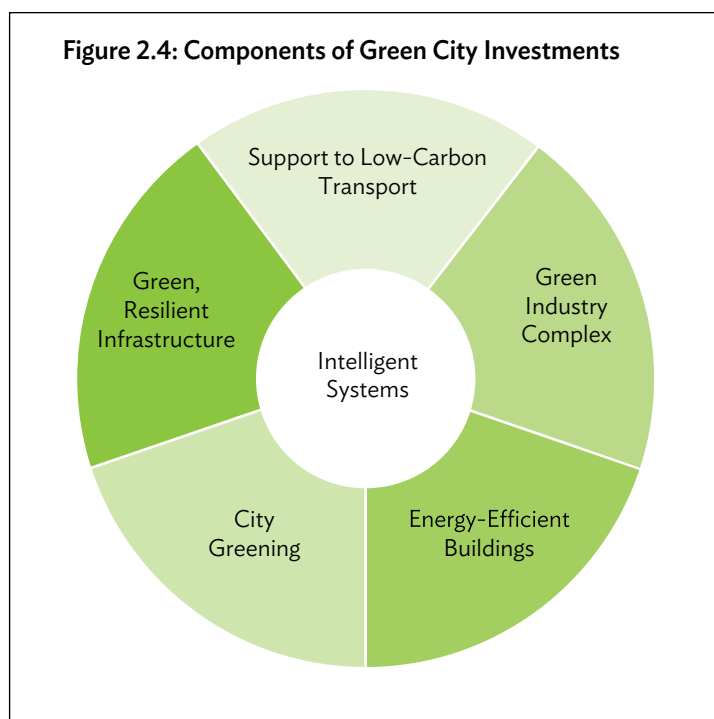 Figure 2.4: Components of Green City Investments
Support to Low-Carbon
Transport
Green
Industry
Complex
Energy-Efficient
Buildings
City
Greening
Green,
Resilient
Infrastructure
Intelligent
Systems